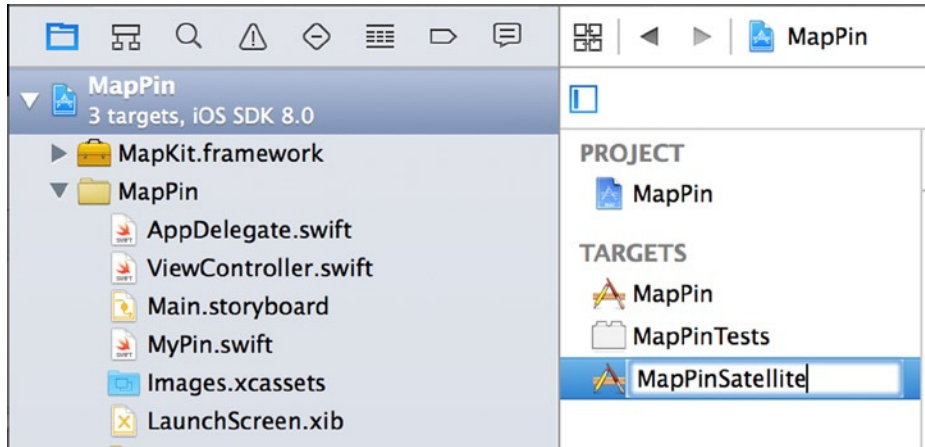 MapPin
MapPin
3 targets, iOS SDK 8.0
MapKit.framework
MapPin
AppDelegate.swift
ViewController.swift
Main.storyboard
MyPin.swift
Images.xcassets
LaunchScreen.xib
PROJECT
MapPin
TARGETS
MapPin
MapPinTests
MapPinSatellite